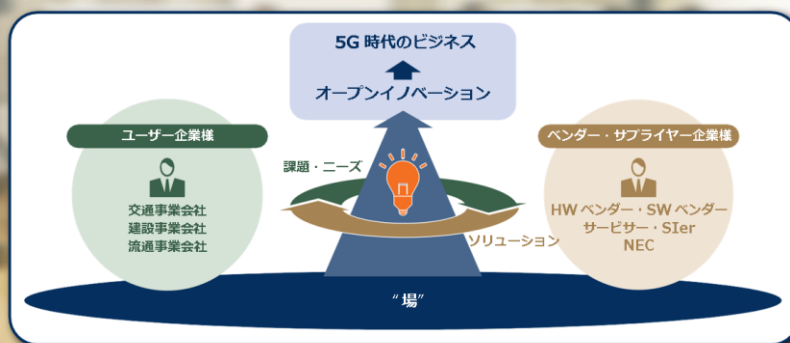 5G 時代のビジネス
オープンイノベーション
ユーザー企業様
交通事業会社
建設事業会社
流通事業会社
課題・ニーズ
ソリューション
ベンダー・サプライヤー企業様
HW ベンダー・SW ベンダー
サービサー・SIer
NEC
“場”